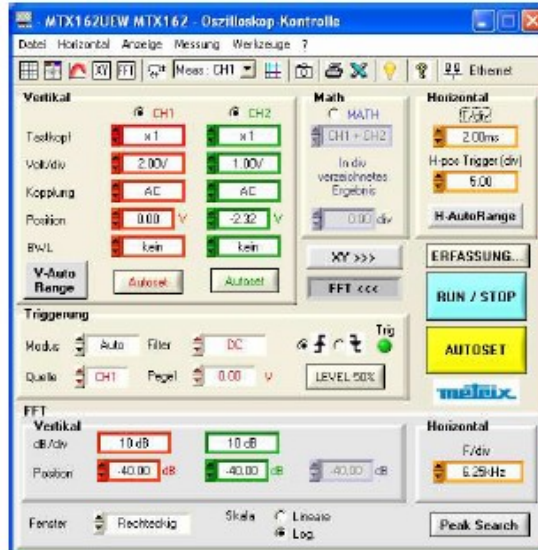 - MTX162UEW MTX162 - Oszilloskop-Kontrolle
Datei Horizontal Anzeige Messung Werkzeuge ?
XY FFT Meas: CH1 Ethernet
Vertikal
CH1 CH2
Tastkopf x1 x1
Volt/div 2.00V 1.00V
Kopplung AC AC
Position 0.00 V -2.32 V
BWL kein kein
V-Auto Range Autoset Autoset
Math
MATH
CH1 + CH2
In div
verzeichnetes
Ergebnis
0.00 div
Horizontal
(T/div)
2.00ms
H-pos Trigger (div)
5.00
H-AutoRange
XY >>>
FFT <<<
ERFASSUNG...
RUN / STOP
AUTOSET
metrix
Triggerung
Modus Auto Filter DC Trig
Quelle CH1 Pegel 0.00 V LEVEL 50%
FFT
Vertikal
dB/div 10 dB 10 dB
Position -40.00 dB -40.00 dB -40.00 dB
Horizontal
F/div
6.25kHz
Fenster Rechteckig Skala Lineare
Log.
Peak Search